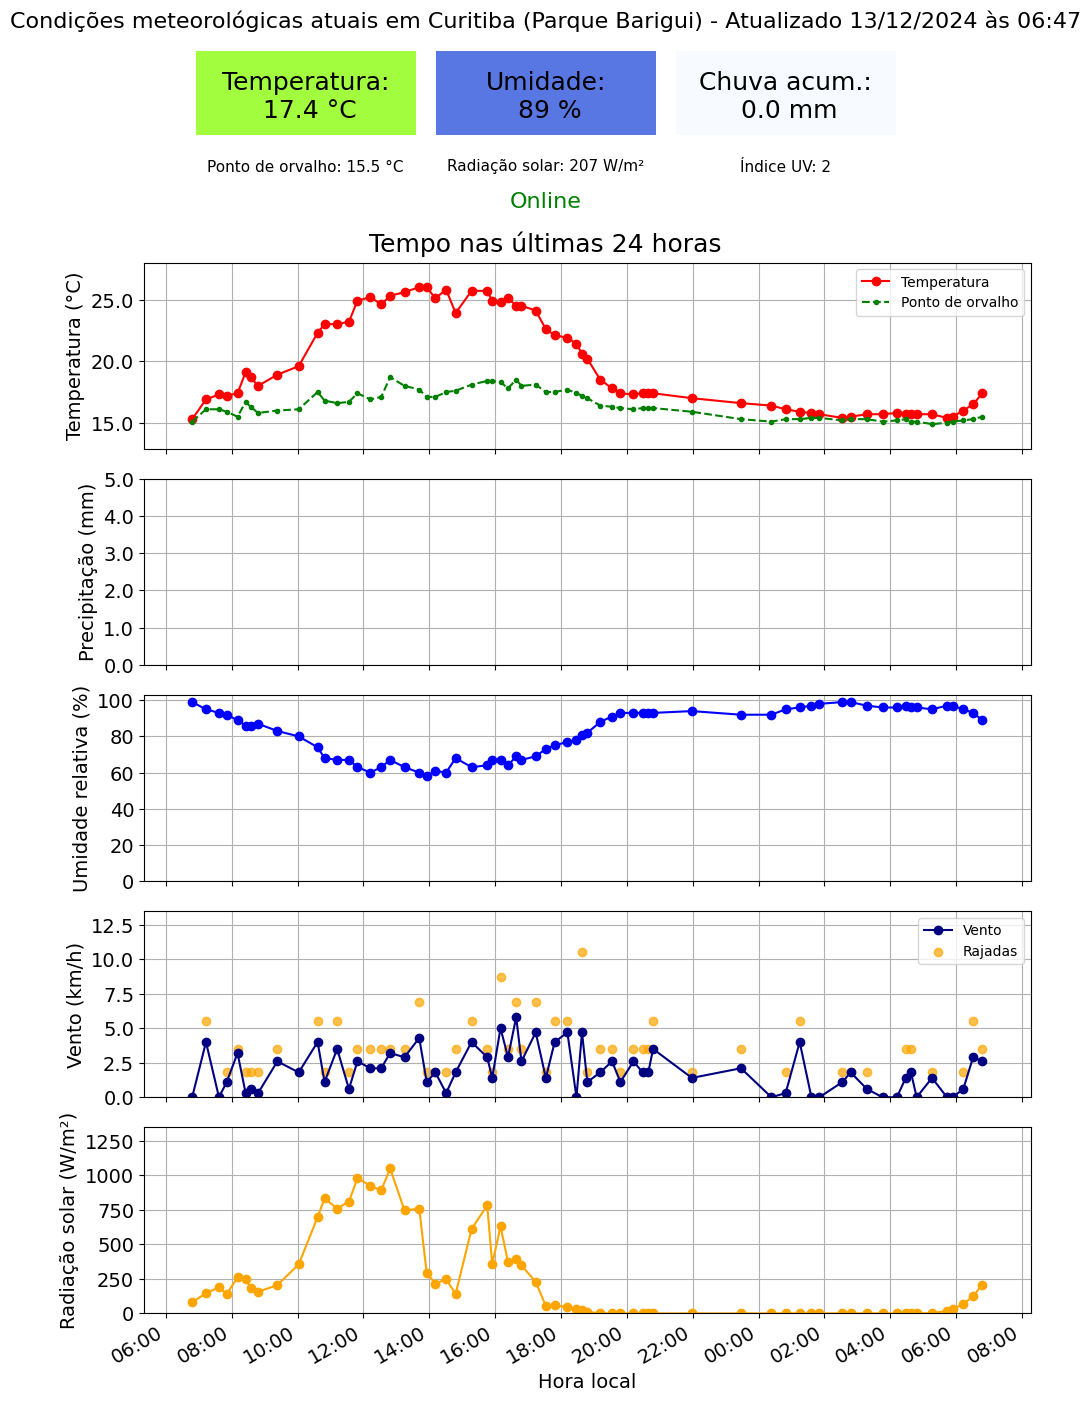 Condições meteorológicas atuais em Curitiba (Parque Barigui) - Atualizado 13/12/2024 às 06:47
Temperatura:
17.4 °C
Umidade:
89 %
Chuva acum.:
0.0 mm
Ponto de orvalho: 15.5 °C
Radiação solar: 207 W/m²
Índice UV: 2
Online
Tempo nas últimas 24 horas
Temperatura (°C)
25.0
20.0
15.0
Temperatura
Ponto de orvalho
Precipitação (mm)
5.0
4.0
3.0
2.0
1.0
0.0
Umidade relativa (%)
100
80
60
40
20
0
Vento (km/h)
12.5
10.0
7.5
5.0
2.5
0.0
Vento
Rajadas
Radiação solar (W/m²)
1250
1000
750
500
250
0
06:00
08:00
10:00
12:00
14:00
16:00
18:00
20:00
22:00
00:00
02:00
04:00
06:00
08:00
Hora local